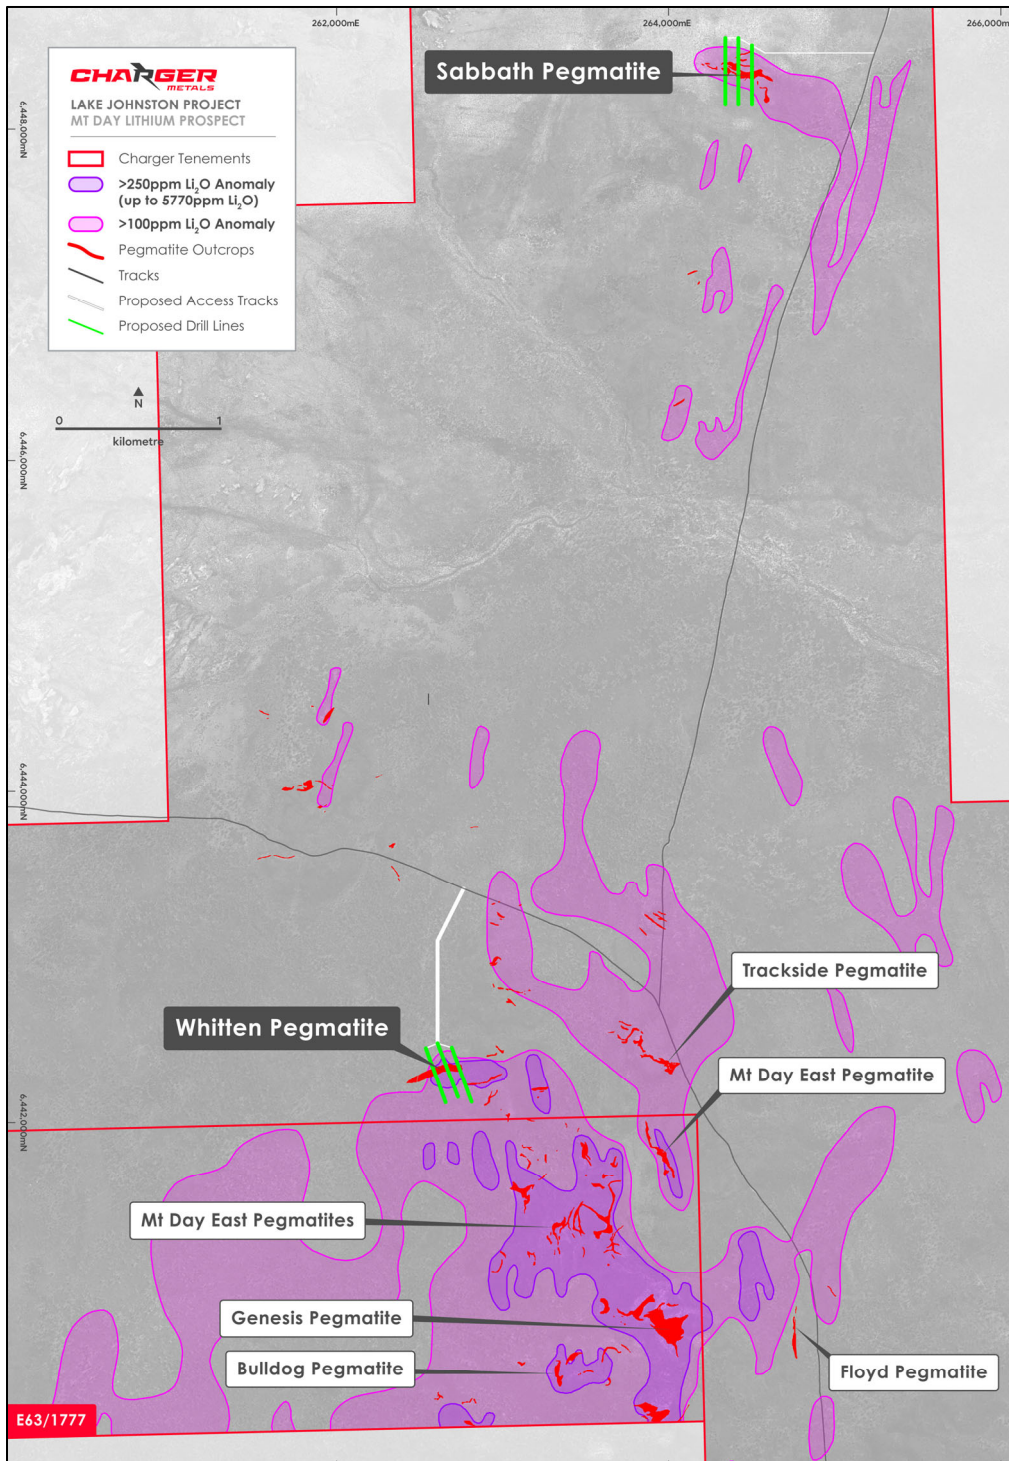 262,000mE
264,000mE
266,000mE
CHARGER
METALS
LAKE JOHNSTON PROJECT
MT DAY LITHIUM PROSPECT
Charger Tenements
>250ppm Li₂O Anomaly
(up to 5770ppm Li₂O)
>100ppm Li₂O Anomaly
Pegmatite Outcrops
Tracks
Proposed Access Tracks
Proposed Drill Lines
Sabbath Pegmatite
6,448,000mN
N
0
1
kilometre
6,446,000mN
6,444,000mN
Trackside Pegmatite
Whitten Pegmatite
Mt Day East Pegmatite
6,442,000mN
Mt Day East Pegmatites
Genesis Pegmatite
Bulldog Pegmatite
Floyd Pegmatite
E63/1777